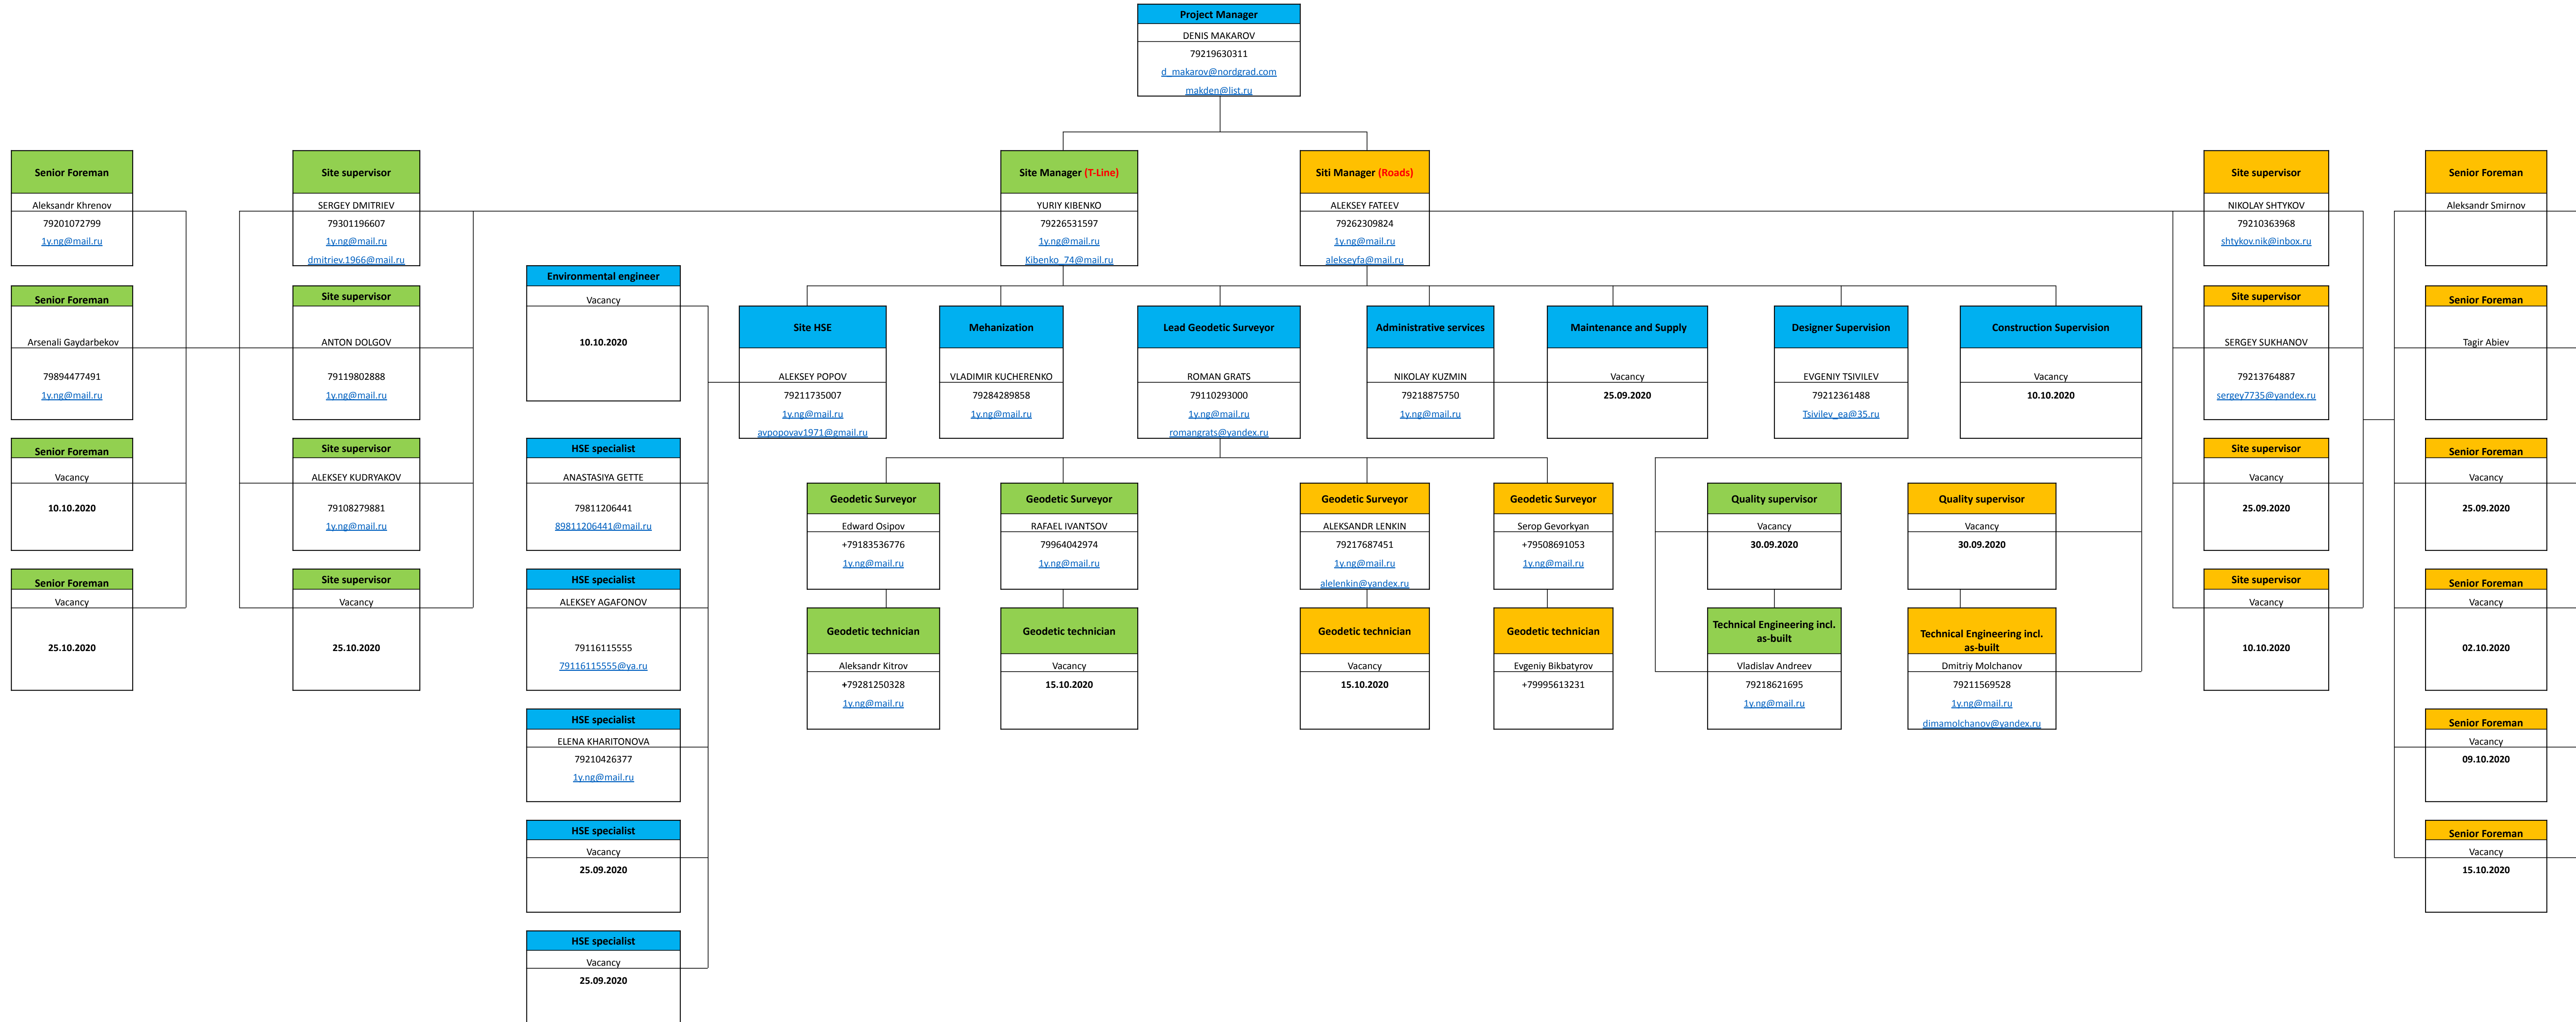 Project Manager
DENIS MAKAROV
79219630311
d_makarov@nordgrad.com
makden@list.ru
Senior Foreman
Aleksandr Khrenov
79201072799
1y.ng@mail.ru
Senior Foreman
Arsenali Gaydarbekov
79894477491
1y.ng@mail.ru
Senior Foreman
Vacancy
10.10.2020
Senior Foreman
Vacancy
25.10.2020
Site supervisor
SERGEY DMITRIEV
79301196607
1y.ng@mail.ru
dmitriev.1966@mail.ru
Site supervisor
ANTON DOLGOV
79119802888
1y.ng@mail.ru
Site supervisor
ALEKSEY KUDRYAKOV
79108279881
1y.ng@mail.ru
Site supervisor
Vacancy
25.10.2020
Environmental engineer
Vacancy
10.10.2020
HSE specialist
ANASTASIYA GETTE
79811206441
89811206441@mail.ru
HSE specialist
ALEKSEY AGAFONOV
79116115555
79116115555@ya.ru
HSE specialist
ELENA KHARITONOVA
79210426377
1y.ng@mail.ru
HSE specialist
Vacancy
25.09.2020
HSE specialist
Vacancy
25.09.2020
Site Manager (T-Line)
YURIY KIBENKO
79226531597
1y.ng@mail.ru
Kibenko_74@mail.ru
Siti Manager (Roads)
ALEKSEY FATEEV
79262309824
1y.ng@mail.ru
alekseyfa@mail.ru
Site HSE
ALEKSEY POPOV
79211735007
1y.ng@mail.ru
avpopovav1971@gmail.ru
Mehanization
VLADIMIR KUCHERENKO
79284289858
1y.ng@mail.ru
Lead Geodetic Surveyor
ROMAN GRATS
79110293000
1y.ng@mail.ru
romangrats@yandex.ru
Administrative services
NIKOLAY KUZMIN
79218875750
1y.ng@mail.ru
Maintenance and Supply
Vacancy
25.09.2020
Designer Supervision
EVGENIY TSIVILEV
79212361488
Tsivilev_ea@35.ru
Construction Supervision
Vacancy
10.10.2020
Geodetic Surveyor
Edward Osipov
+79183536776
1y.ng@mail.ru
Geodetic Surveyor
RAFAEL IVANTSOV
79964042974
1y.ng@mail.ru
Geodetic Surveyor
ALEKSANDR LENKIN
79217687451
1y.ng@mail.ru
alelenkin@yandex.ru
Geodetic Surveyor
Serop Gevorkyan
+79508691053
1y.ng@mail.ru
Quality supervisor
Vacancy
30.09.2020
Quality supervisor
Vacancy
30.09.2020
Geodetic technician
Aleksandr Kitrov
+79281250328
1y.ng@mail.ru
Geodetic technician
Vacancy
15.10.2020
Geodetic technician
Vacancy
15.10.2020
Geodetic technician
Evgeniy Bikbatyrov
+79995613231
Technical Engineering incl.
as-built
Vladislav Andreev
79218621695
1y.ng@mail.ru
Technical Engineering incl.
as-built
Dmitriy Molchanov
79211569528
1y.ng@mail.ru
dimamolchanov@yandex.ru
Site supervisor
NIKOLAY SHTYKOV
79210363968
shtykov.nik@inbox.ru
Site supervisor
SERGEY SUKHANOV
79213764887
sergey7735@yandex.ru
Site supervisor
Vacancy
25.09.2020
Site supervisor
Vacancy
10.10.2020
Senior Foreman
Aleksandr Smirnov
Senior Foreman
Tagir Abiev
Senior Foreman
Vacancy
25.09.2020
Senior Foreman
Vacancy
02.10.2020
Senior Foreman
Vacancy
09.10.2020
Senior Foreman
Vacancy
15.10.2020